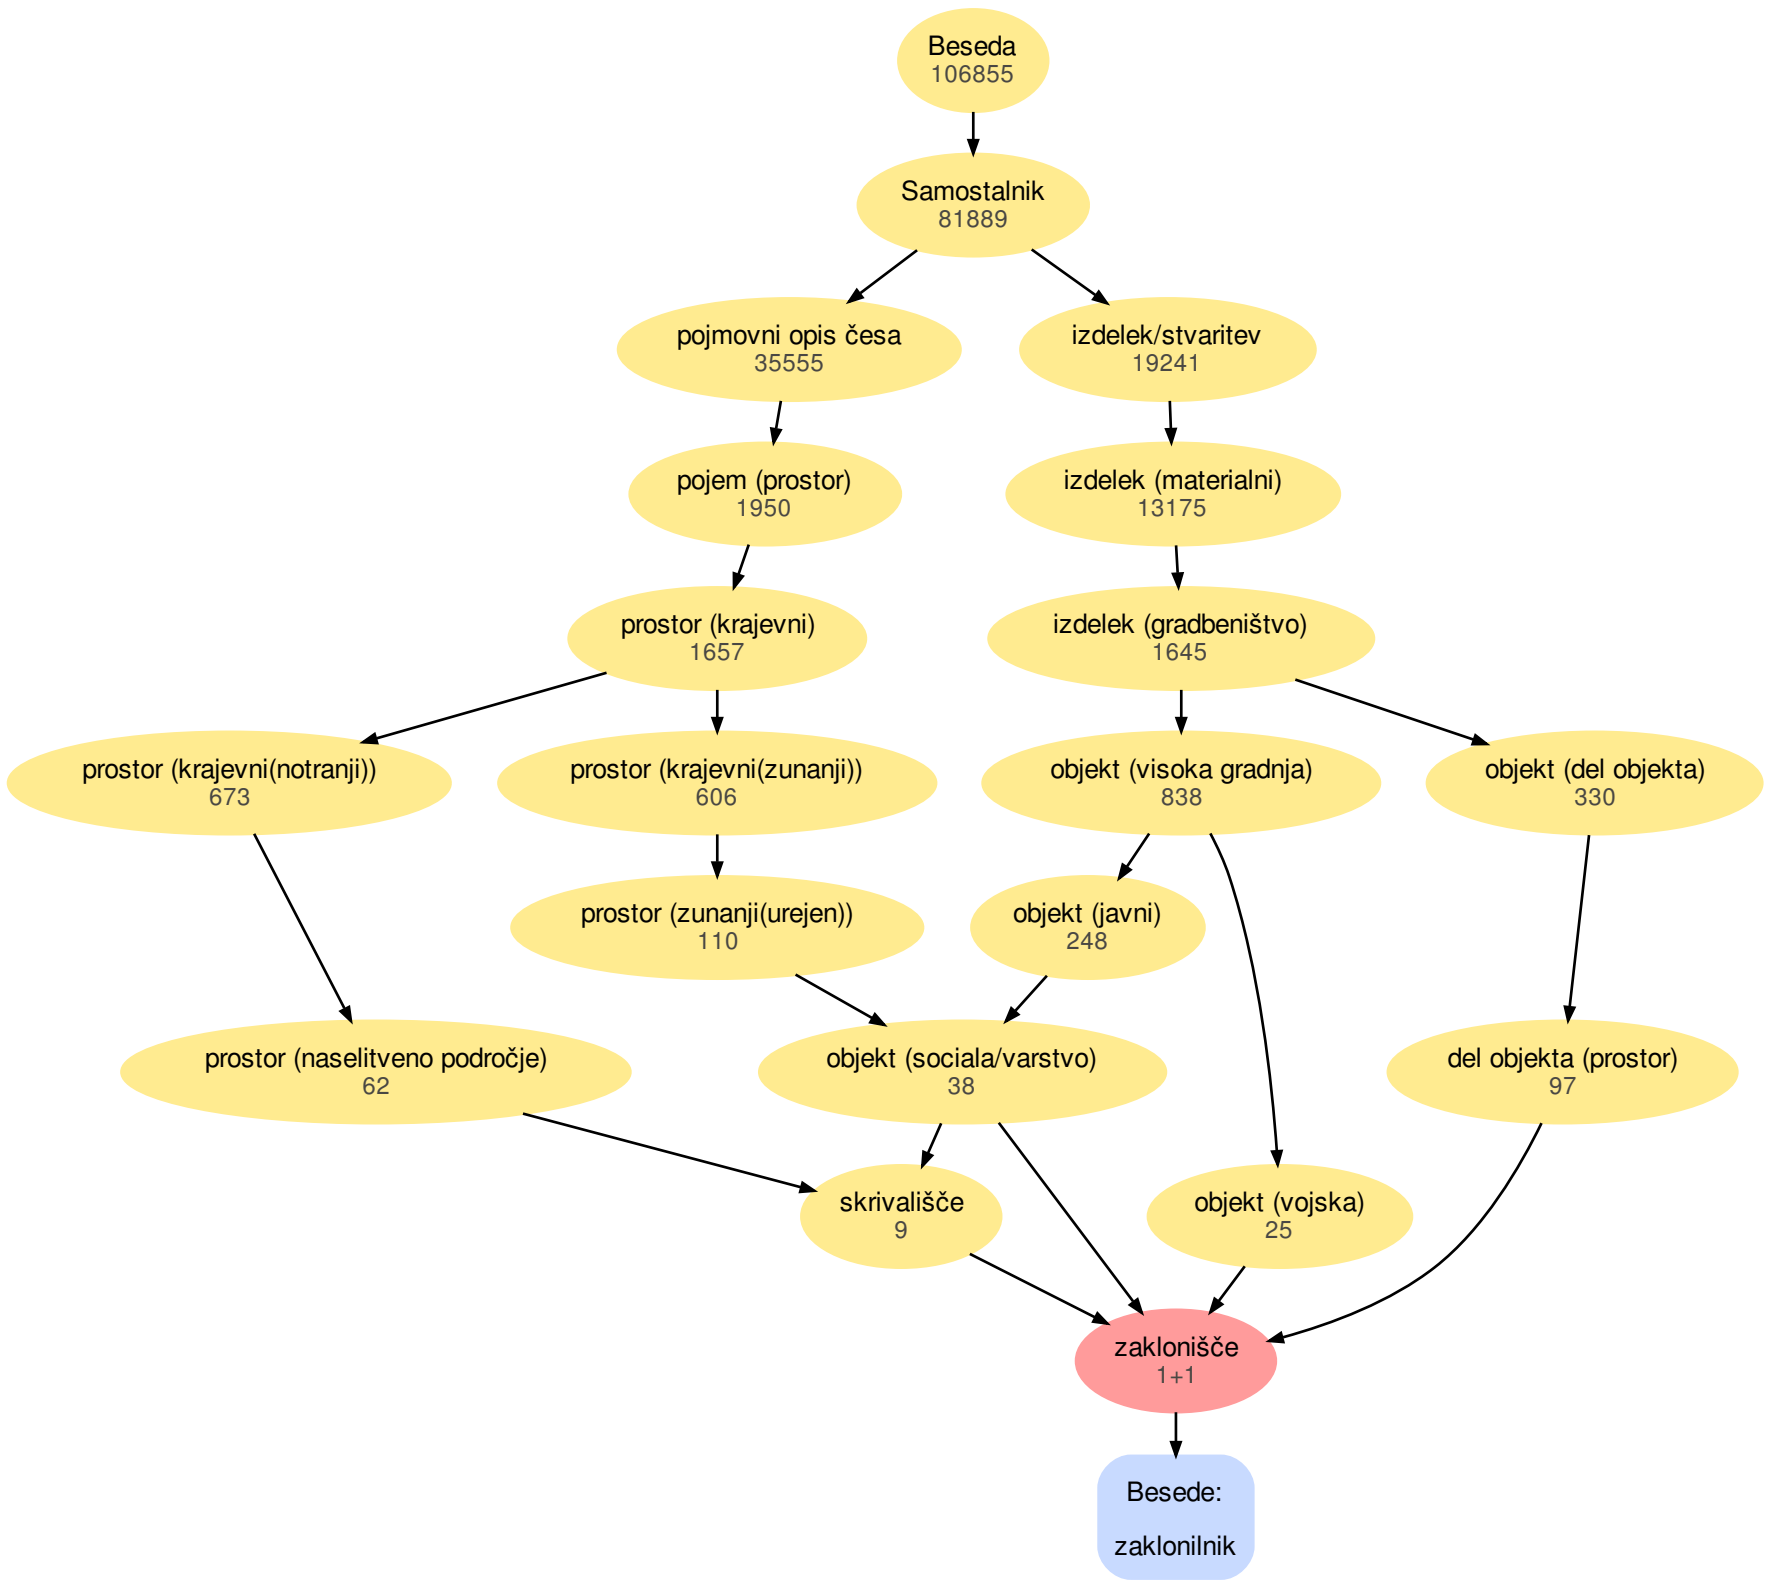 Beseda
106855
Samostalnik
81889
pojmovni opis česa
35555
izdelek/stvaritev
19241
pojem (prostor)
1950
izdelek (materialni)
13175
prostor (krajevni)
1657
izdelek (gradbeništvo)
1645
prostor (krajevni(notranji))
673
prostor (krajevni(zunanji))
606
objekt (visoka gradnja)
838
objekt (del objekta)
330
prostor (zunanji(urejen))
110
objekt (javni)
248
prostor (naselitveno področje)
62
objekt (sociala/varstvo)
38
del objekta (prostor)
97
skrivališče
9
objekt (vojska)
25
zaklonišče
1+1
Besede:
zaklonilnik